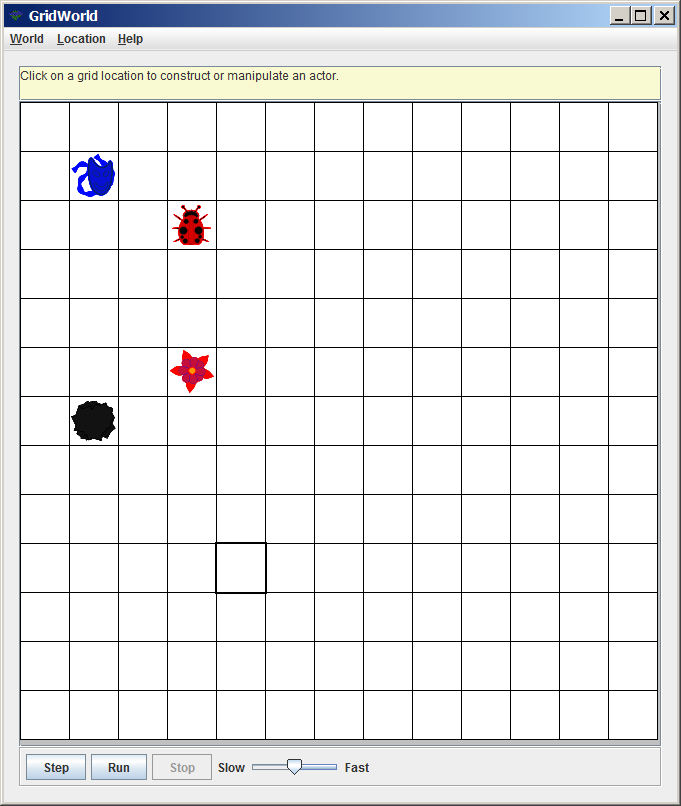 GridWorld
World Location Help
Click on a grid location to construct or manipulate an actor.
Step Run Stop Slow Fast